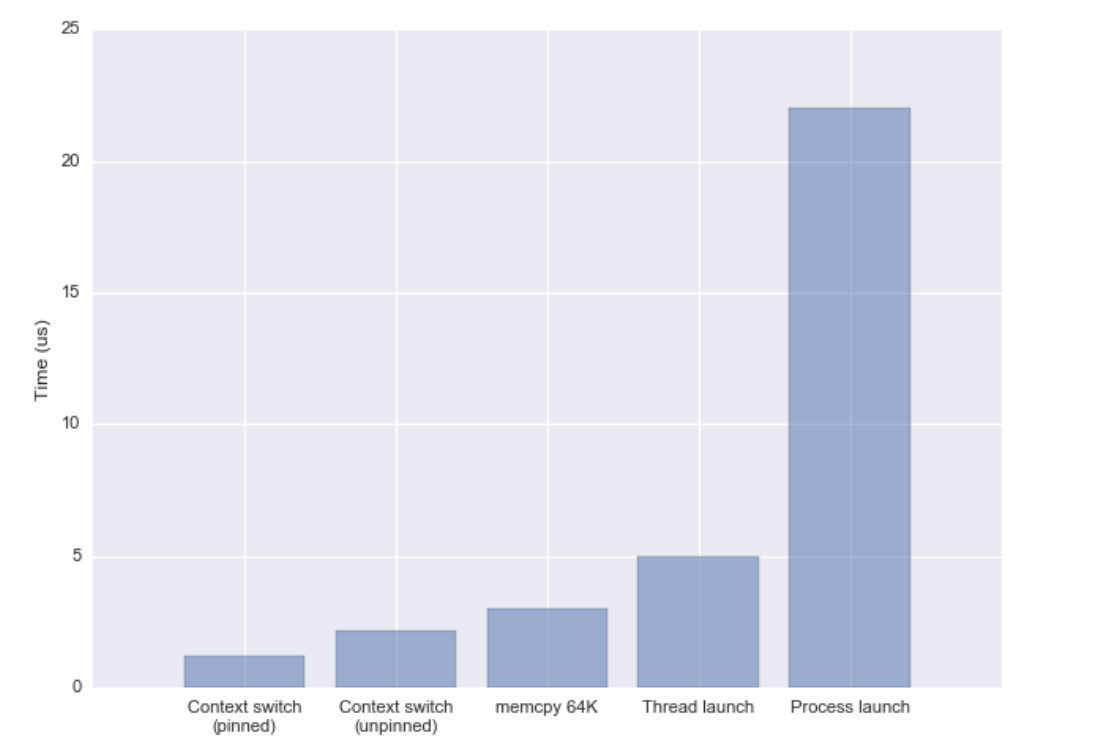 25
20
15
10
5
0
Time (us)
Context switch
(pinned)
Context switch
(unpinned)
memcpy 64K
Thread launch
Process launch